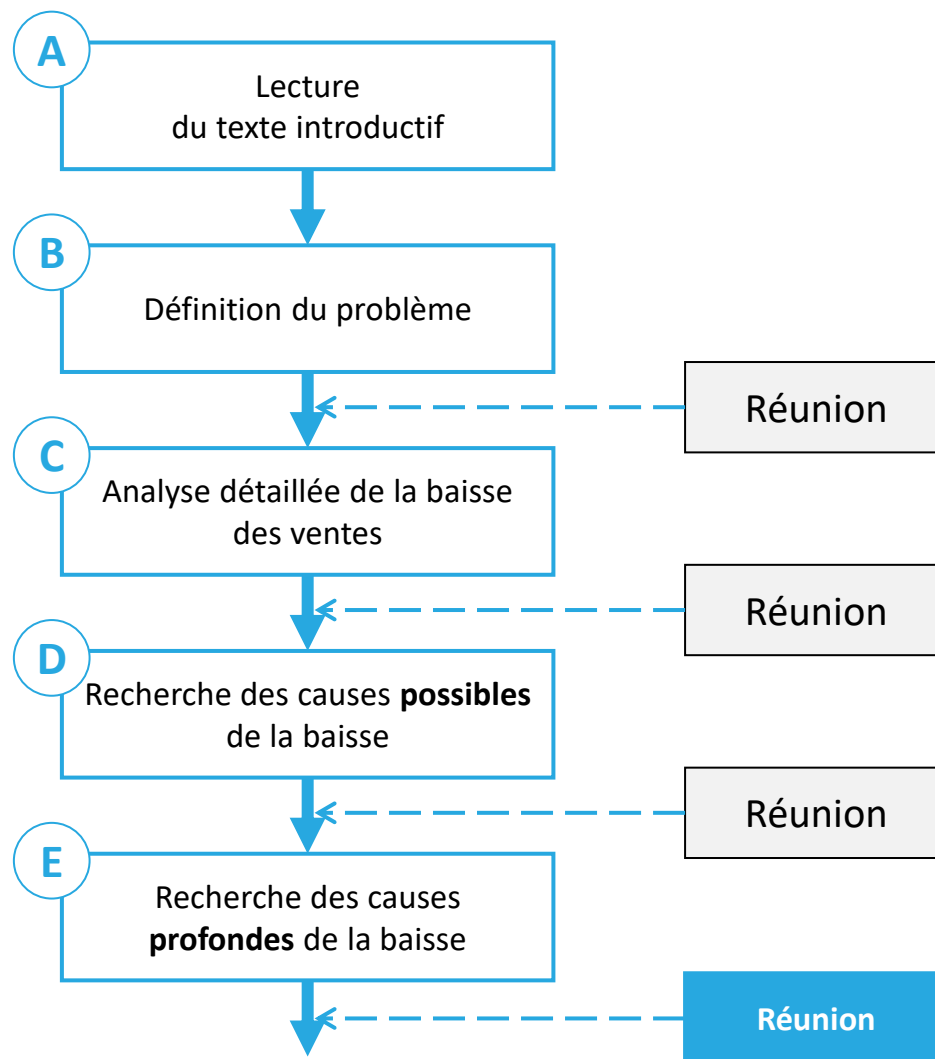 A
Lecture
du texte introductif
B
Définition du problème
Réunion
C
Analyse détaillée de la baisse
des ventes
Réunion
D
Recherche des causes possibles
de la baisse
Réunion
E
Recherche des causes
profondes de la baisse
Réunion